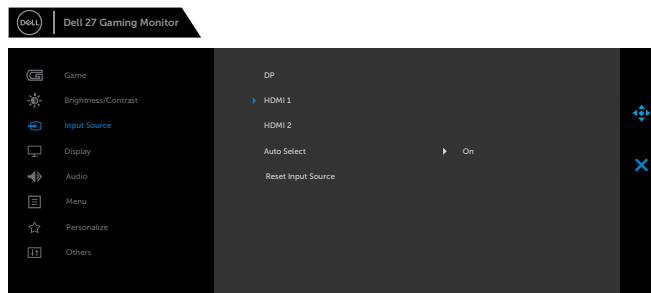 DELL
Dell 27 Gaming Monitor
Game
DP
Brightness/Contrast
HDMI 1
Input Source
HDMI 2
Display
Auto Select On
Audio
Reset Input Source
Menu
Personalize
Others